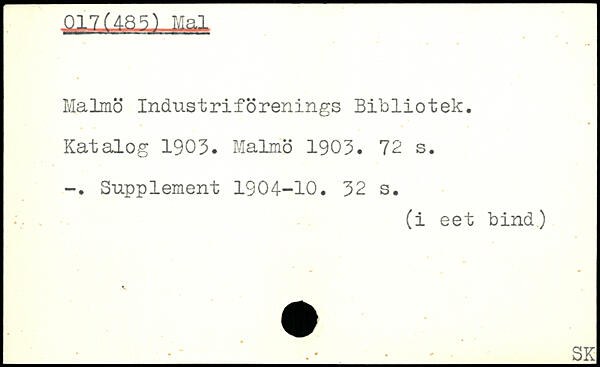 017(485) Mal
Malmö Industriförenings Bibliotek.
Katalog 1903. Malmö 1903. 72 s.
-. Supplement 1904-10. 32 s.
(i eet bind)
SK